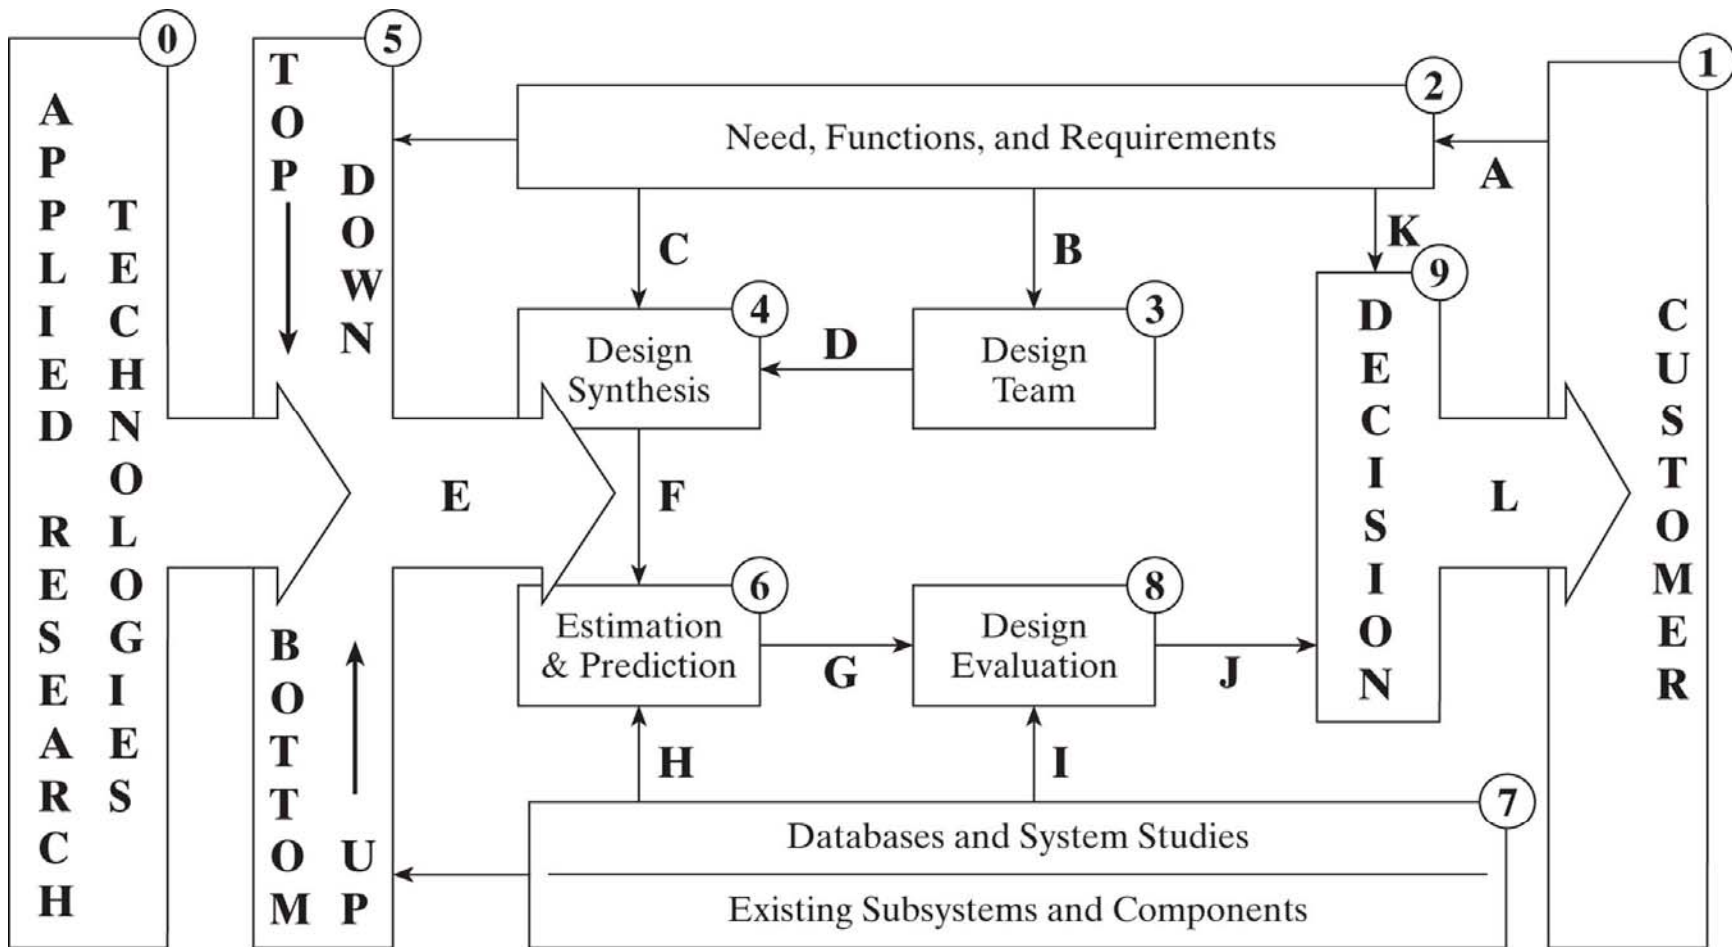 0
APPLIED RESEARCH
TECHNOLOGIES
5
TOP
DOWN
BOTTOM
UP
E
2
Need, Functions, and Requirements
1
A
C
B
K
4
Design
Synthesis
D
3
Design
Team
9
DECISION
CUSTOMER
F
L
6
Estimation
& Prediction
G
8
Design
Evaluation
J
H
I
7
Databases and System Studies
Existing Subsystems and Components